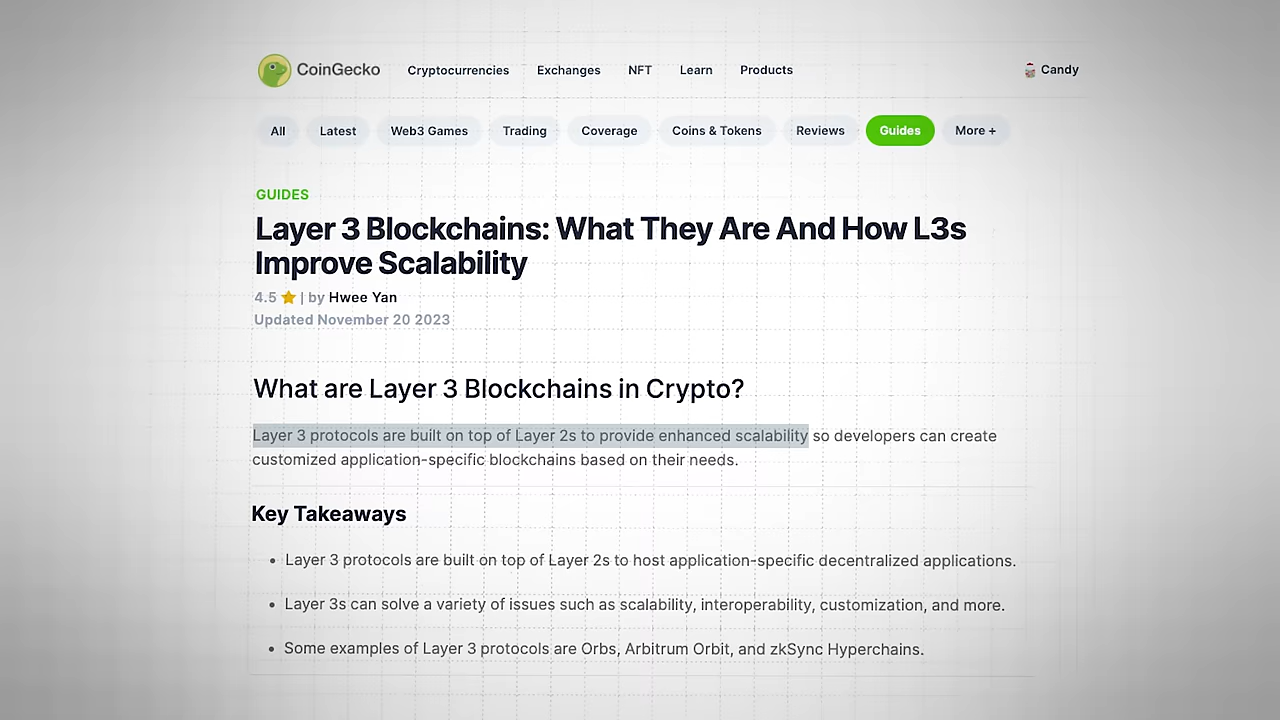 CoinGecko Cryptocurrencies Exchanges NFT Learn Products Candy
All Latest Web3 Games Trading Coverage Coins & Tokens Reviews Guides More +
GUIDES
Layer 3 Blockchains: What They Are And How L3s
Improve Scalability
4.5 ⭐ | by Hwee Yan
Updated November 20 2023
What are Layer 3 Blockchains in Crypto?
Layer 3 protocols are built on top of Layer 2s to provide enhanced scalability so developers can create
customized application-specific blockchains based on their needs.
Key Takeaways
• Layer 3 protocols are built on top of Layer 2s to host application-specific decentralized applications.
• Layer 3s can solve a variety of issues such as scalability, interoperability, customization, and more.
• Some examples of Layer 3 protocols are Orbs, Arbitrum Orbit, and zkSync Hyperchains.